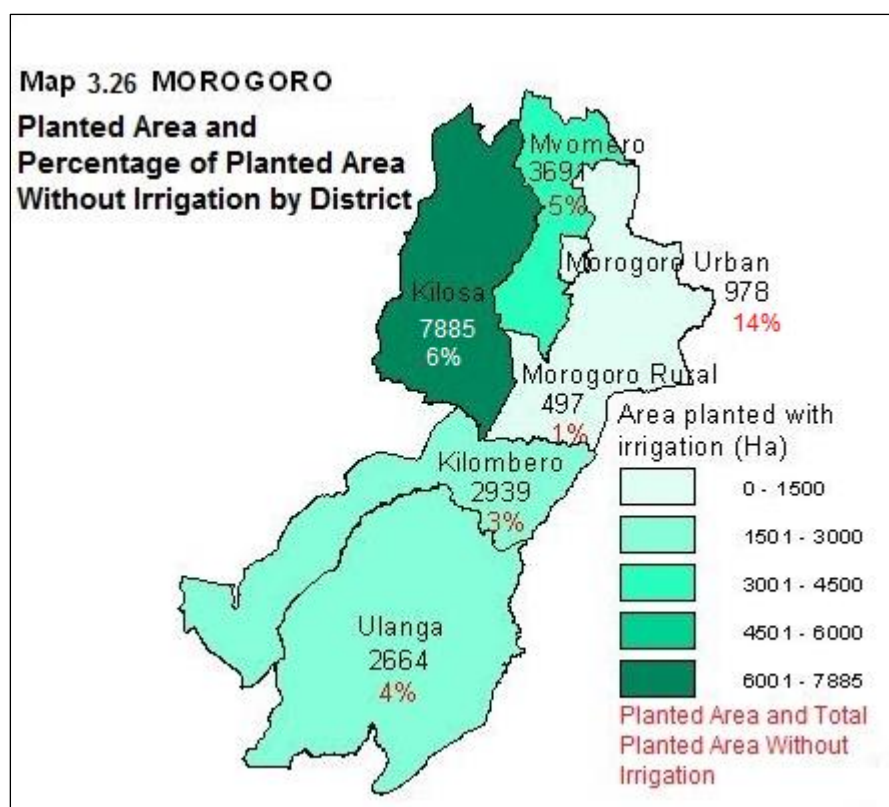 Map 3.26 MOROGORO
Planted Area and
Percentage of Planted Area
Without Irrigation by District
Mvomero
3691
5%
Morogoro Urban
978
14%
Kilosa
7885
6%
Morogoro Rural
497
1%
Kilombero
2939
3%
Ulanga
2664
4%
Area planted with
irrigation (Ha)
0 - 1500
1501 - 3000
3001 - 4500
4501 - 6000
6001 - 7885
Planted Area and Total
Planted Area Without
Irrigation